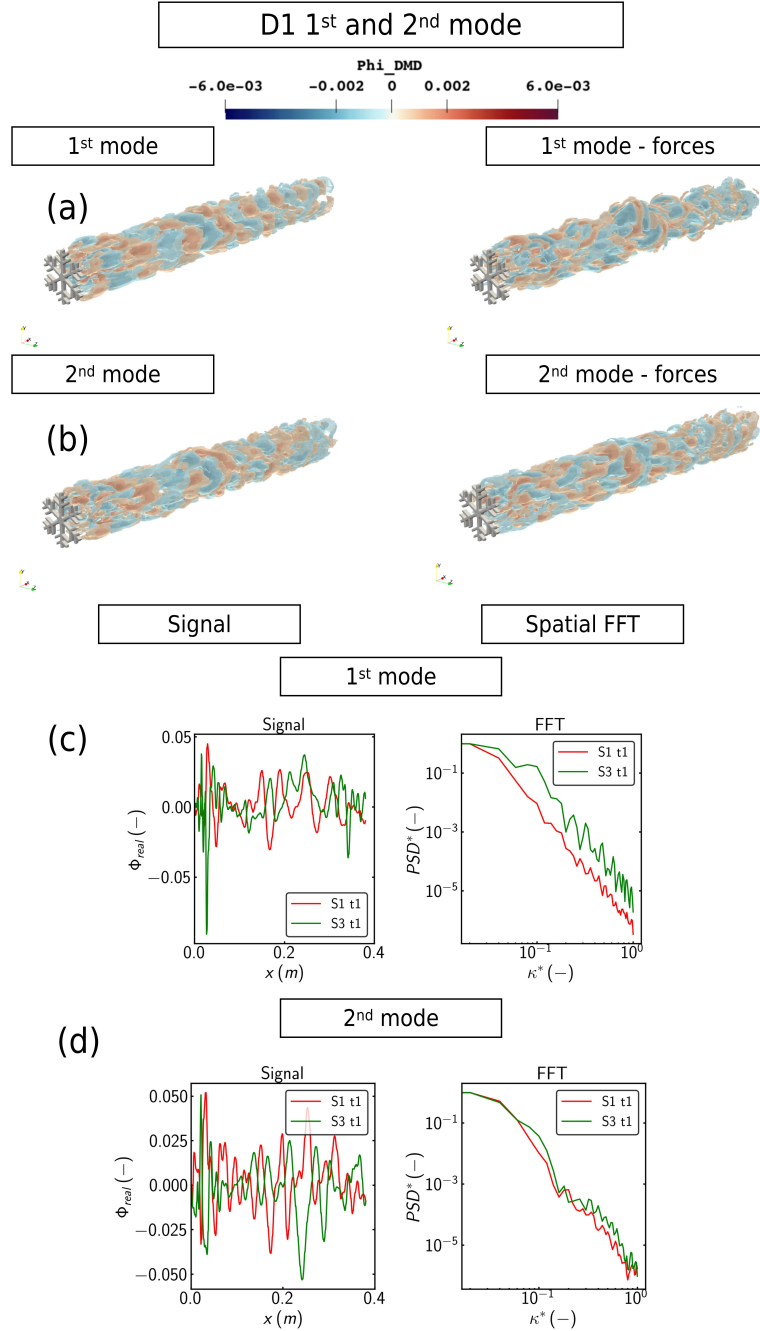 D1 1st and 2nd mode
Phi_DMD
-6.0e-03 -0.002 0 0.002 6.0e-03
1st mode
1st mode - forces
(a)
2nd mode
2nd mode - forces
(b)
Signal
Spatial FFT
1st mode
(c)
Signal
FFT
0.05
0.00
−0.05
Φreal (−)
S1 t1
S3 t1
0.0 0.2 0.4
x (m)
S1 t1
S3 t1
10−1
10−3
10−5
PSD* (−)
10−1 100
κ* (−)
2nd mode
(d)
Signal
FFT
0.050
0.025
0.000
−0.025
−0.050
Φreal (−)
S1 t1
S3 t1
0.0 0.2 0.4
x (m)
S1 t1
S3 t1
10−1
10−3
10−5
PSD* (−)
10−1 100
κ* (−)